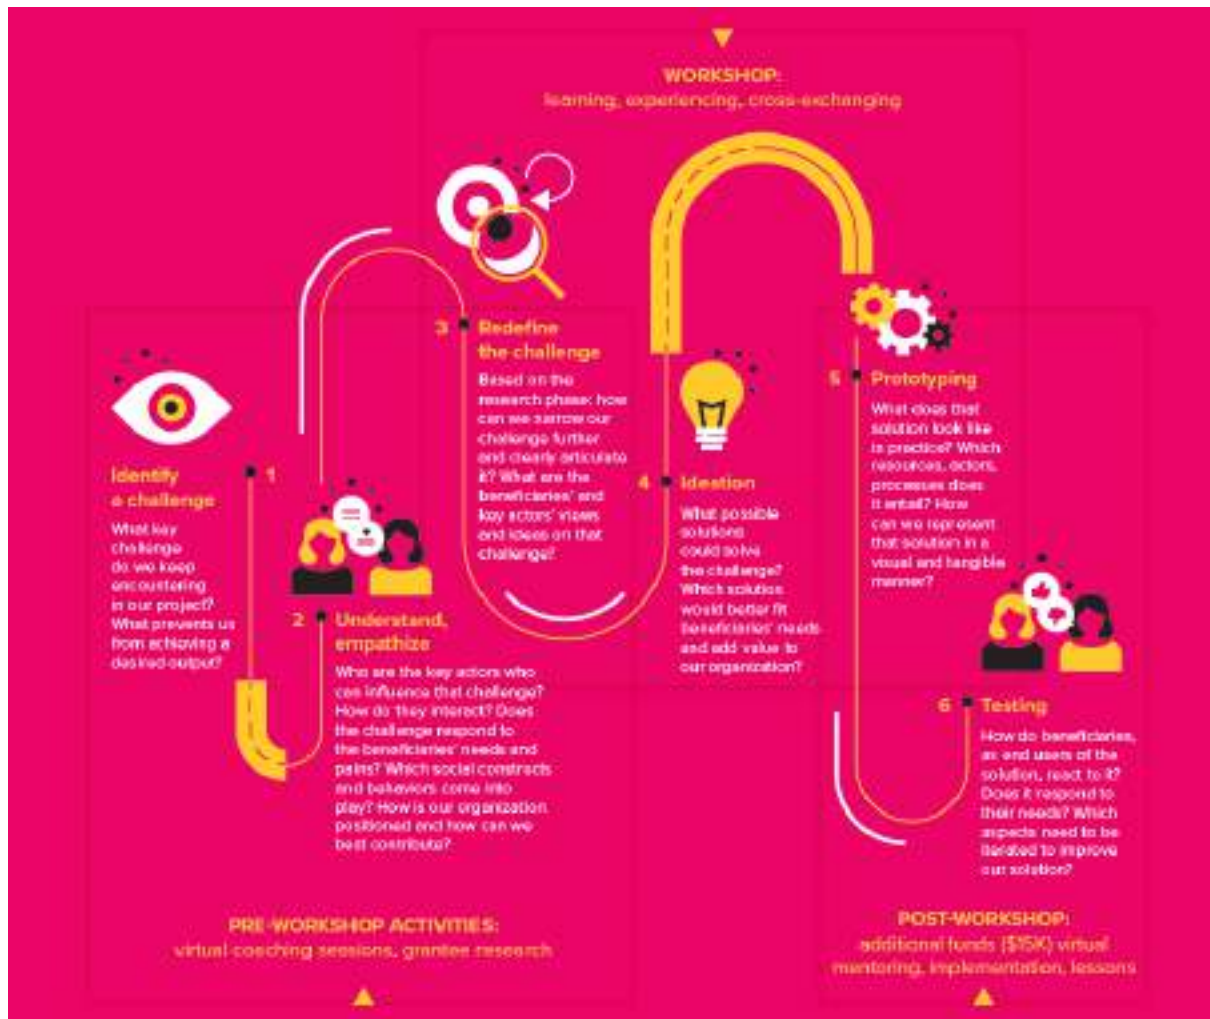 WORKSHOP:
learning, experiencing, cross-exchanging
1
Identify
a challenge
What key
challenge
do we keep
encountering
in our project?
What prevents us
from achieving a
desired output?
2
Understand,
empathize
Who are the key actors who
can influence that challenge?
How do they interact? Does
the challenge respond to
the beneficiaries' needs and
pains? Which social constructs
and behaviors come into
play? How is our organization
positioned and how can we
best contribute?
3
Redefine
the challenge
Based on the
research phase: how
can we narrow our
challenge further
and clearly articulate
it? What are the
beneficiaries' and
key actors' views
and ideas on that
challenge?
4
Ideation
What possible
solutions
could solve
the challenge?
Which solution
would better fit
beneficiaries' needs
and add value to
our organization?
5
Prototyping
What does that
solution look like
in practice? Which
resources, actors,
processes does
it entail? How
can we represent
that solution in a
visual and tangible
manner?
6
Testing
How do beneficiaries,
as end users of the
solution, react to it?
Does it respond to
their needs? Which
aspects need to be
iterated to improve
our solution?
PRE-WORKSHOP ACTIVITIES:
virtual coaching sessions, grantee research
POST-WORKSHOP:
additional funds ($15K) virtual
mentoring, implementation, lessons